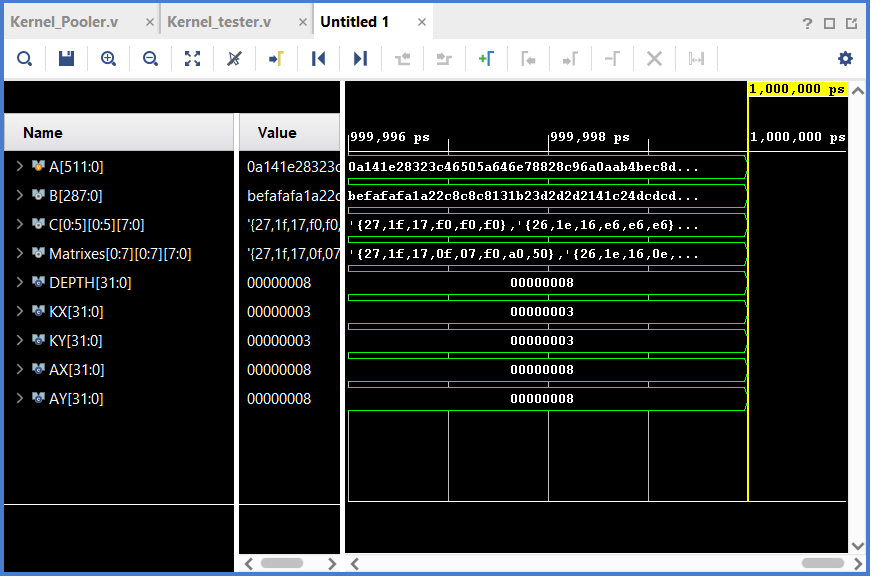 Kernel_Pooler.v × Kernel_tester.v × Untitled 1 ×
?
1,000,000 ps
Name Value 999,996 ps 999,998 ps 1,000,000 ps
A[511:0] 0a141e28323c 0a141e28323c46505a646e78828c96a0aab4bec8d...
B[287:0] befafafa1a22c befafafa1a22c8c8c8131b23d2d2d2141c24dcdcd...
C[0:5][0:5][7:0] '{27,1f,17,f0,f0, '{27,1f,17,f0,f0,f0},'{26,1e,16,e6,e6,e6}...
Matrixes[0:7][0:7][7:0] '{27,1f,17,0f,07 '{27,1f,17,0f,07,f0,a0,50},'{26,1e,16,0e,...
DEPTH[31:0] 00000008 00000008
KX[31:0] 00000003 00000003
KY[31:0] 00000003 00000003
AX[31:0] 00000008 00000008
AY[31:0] 00000008 00000008